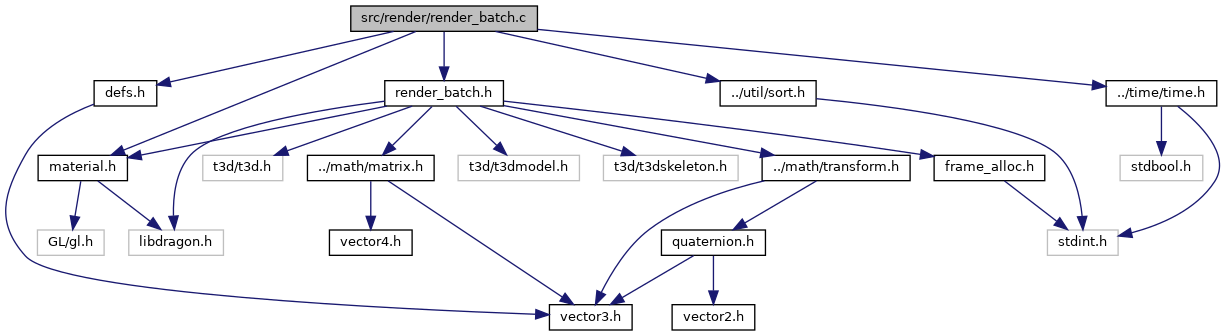 src/render/render_batch.c
defs.h
render_batch.h
../util/sort.h
../time/time.h
material.h
t3d/t3d.h
../math/matrix.h
t3d/t3dmodel.h
t3d/t3dskeleton.h
../math/transform.h
frame_alloc.h
stdbool.h
GL/gl.h
libdragon.h
vector4.h
quaternion.h
stdint.h
vector3.h
vector2.h